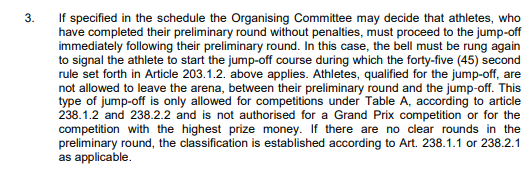 3. If specified in the schedule the Organising Committee may decide that athletes, who
have completed their preliminary round without penalties, must proceed to the jump-off
immediately following their preliminary round. In this case, the bell must be rung again
to signal the athlete to start the jump-off course during which the forty-five (45) second
rule set forth in Article 203.1.2. above applies. Athletes, qualified for the jump-off, are
not allowed to leave the arena, between their preliminary round and the jump-off. This
type of jump-off is only allowed for competitions under Table A, according to article
238.1.2 and 238.2.2 and is not authorised for a Grand Prix competition or for the
competition with the highest prize money. If there are no clear rounds in the
preliminary round, the classification is established according to Art. 238.1.1 or 238.2.1
as applicable.